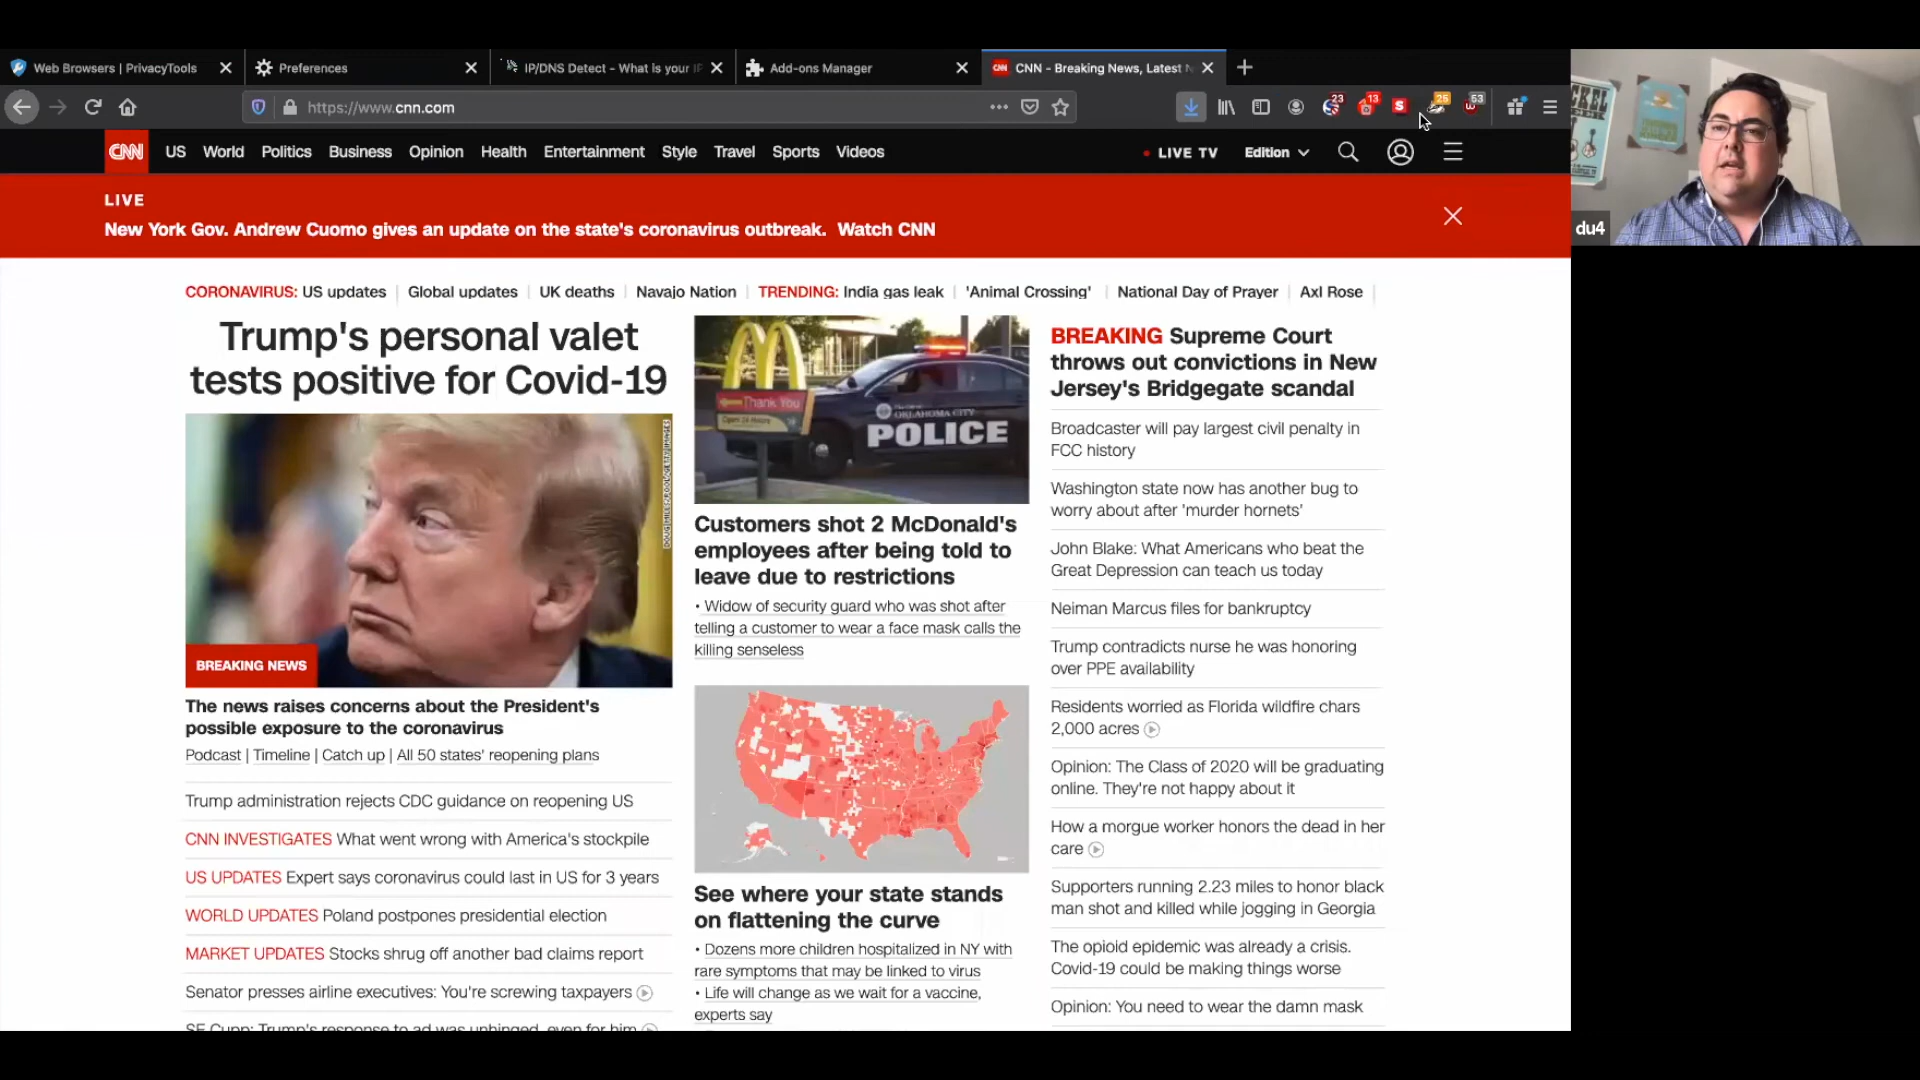 Web Browsers | PrivacyTools
Preferences
IP/DNS Detect - What is your IP
Add-ons Manager
CNN - Breaking News, Latest N
https://www.cnn.com
23
13
S
25
53
CNN
US
World
Politics
Business
Opinion
Health
Entertainment
Style
Travel
Sports
Videos
LIVE TV
Edition
du4
LIVE
New York Gov. Andrew Cuomo gives an update on the state's coronavirus outbreak. Watch CNN
CORONAVIRUS: US updates
Global updates
UK deaths
Navajo Nation
TRENDING: India gas leak
'Animal Crossing'
National Day of Prayer
Axl Rose
Trump's personal valet
tests positive for Covid-19
BREAKING NEWS
The news raises concerns about the President's
possible exposure to the coronavirus
Podcast | Timeline | Catch up | All 50 states' reopening plans
Trump administration rejects CDC guidance on reopening US
CNN INVESTIGATES What went wrong with America's stockpile
US UPDATES Expert says coronavirus could last in US for 3 years
WORLD UPDATES Poland postpones presidential election
MARKET UPDATES Stocks shrug off another bad claims report
Senator presses airline executives: You're screwing taxpayers
SE Cupp: Trump's response to ad was unhinged, even for him
Thank You
Open 24 Hours
OKLAHOMA CITY
POLICE
Customers shot 2 McDonald's
employees after being told to
leave due to restrictions
• Widow of security guard who was shot after
telling a customer to wear a face mask calls the
killing senseless
See where your state stands
on flattening the curve
• Dozens more children hospitalized in NY with
rare symptoms that may be linked to virus
• Life will change as we wait for a vaccine,
experts say
BREAKING Supreme Court
throws out convictions in New
Jersey's Bridgegate scandal
Broadcaster will pay largest civil penalty in
FCC history
Washington state now has another bug to
worry about after 'murder hornets'
John Blake: What Americans who beat the
Great Depression can teach us today
Neiman Marcus files for bankruptcy
Trump contradicts nurse he was honoring
over PPE availability
Residents worried as Florida wildfire chars
2,000 acres
Opinion: The Class of 2020 will be graduating
online. They're not happy about it
How a morgue worker honors the dead in her
care
Supporters running 2.23 miles to honor black
man shot and killed while jogging in Georgia
The opioid epidemic was already a crisis.
Covid-19 could be making things worse
Opinion: You need to wear the damn mask